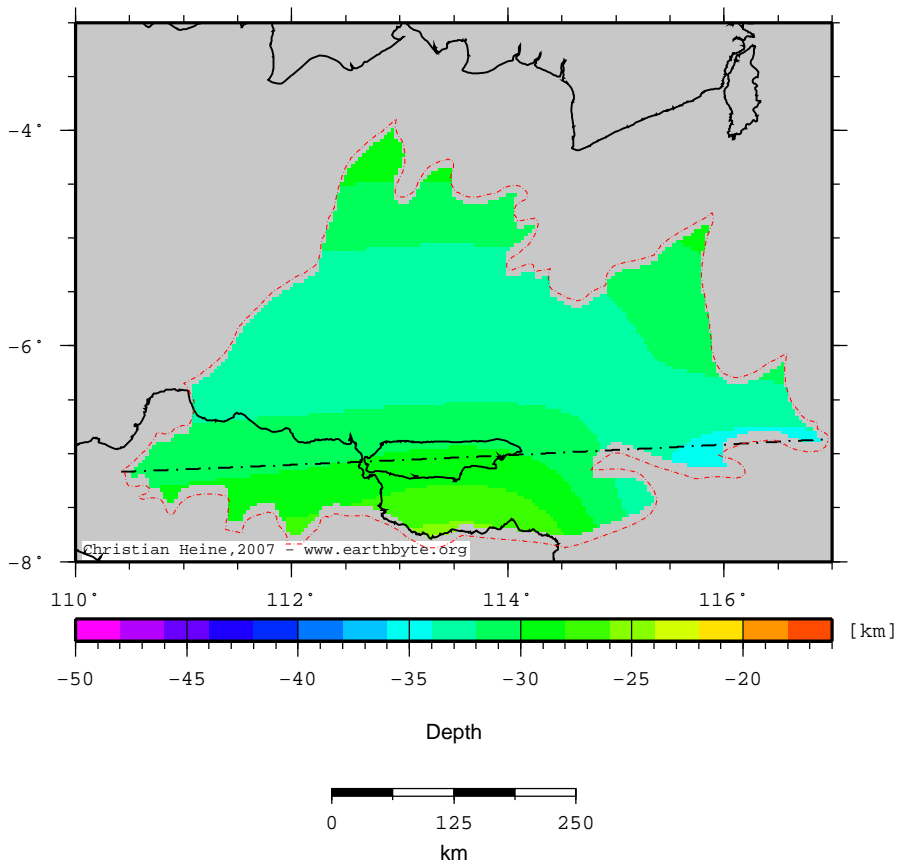 −4°
−6°
−8°
Christian Heine,2007 - www.earthbyte.org
110° 112° 114° 116°
[km]
−50 −45 −40 −35 −30 −25 −20
Depth
0 125 250
km